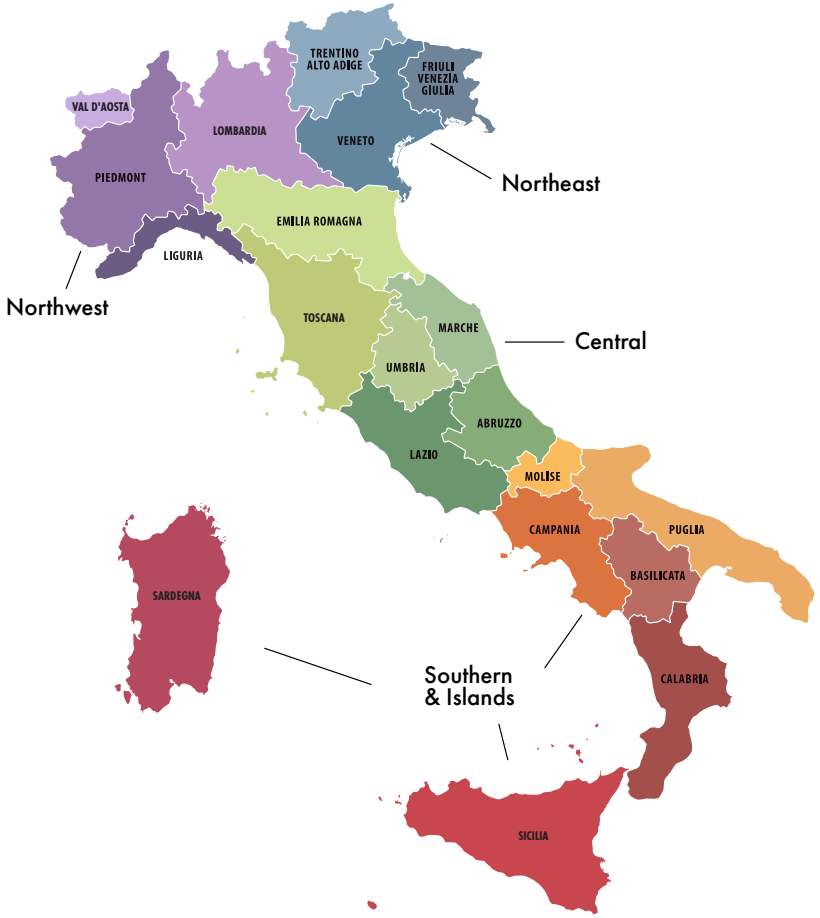 TRENTINO
ALTO ADIGE
FRIULI
VENEZIA
GIULIA
VAL D'AOSTA
LOMBARDIA
VENETO
PIEDMONT
Northeast
EMILIA ROMAGNA
LIGURIA
Northwest
TOSCANA
MARCHE
Central
UMBRIA
ABRUZZO
LAZIO
MOLISE
CAMPANIA
PUGLIA
BASILICATA
SARDEGNA
Southern
& Islands
CALABRIA
SICILIA